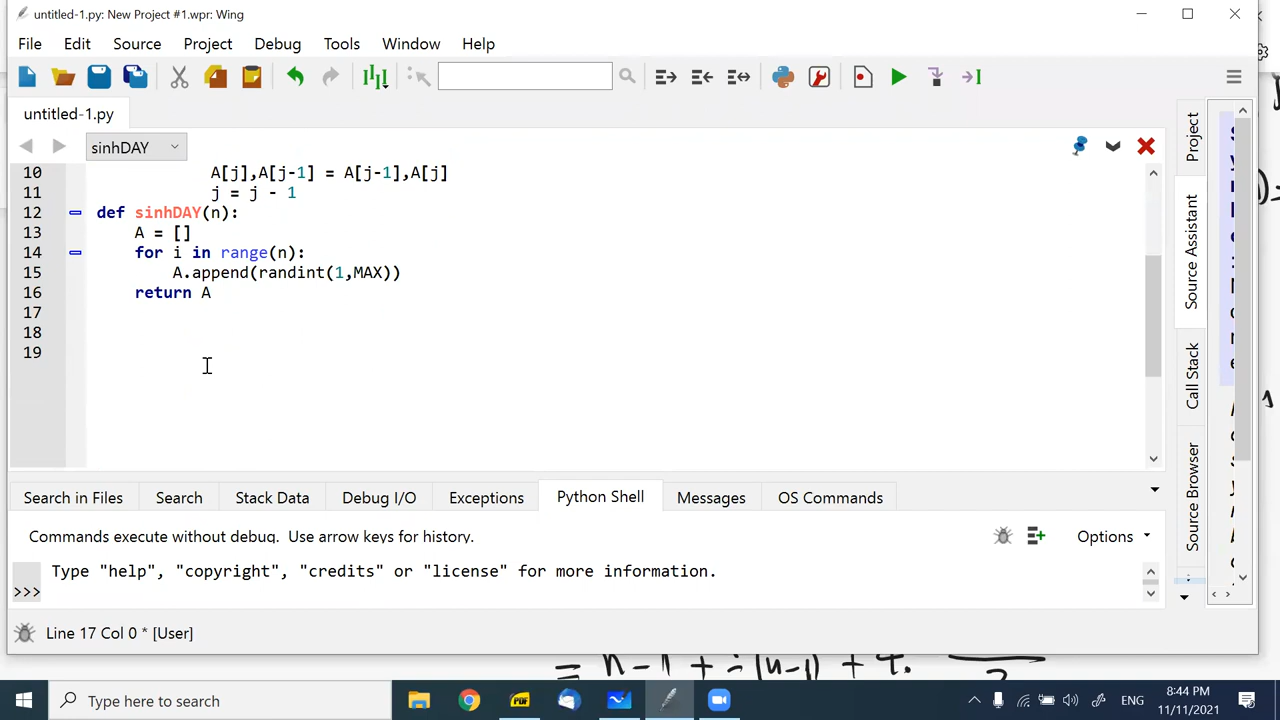 untitled-1.py: New Project #1.wpr: Wing
File Edit Source Project Debug Tools Window Help
untitled-1.py
sinhDAY
10 A[j],A[j-1] = A[j-1],A[j]
11 j = j - 1
12 def sinhDAY(n):
13 A = []
14 for i in range(n):
15 A.append(randint(1,MAX))
16 return A
17
18
19
Project
Source Assistant
Call Stack
Source Browser
Search in Files Search Stack Data Debug I/O Exceptions Python Shell Messages OS Commands
Commands execute without debug. Use arrow keys for history.
Options
Type "help", "copyright", "credits" or "license" for more information.
>>>
Line 17 Col 0 * [User]
Type here to search
PDF
ENG
8:44 PM
11/11/2021